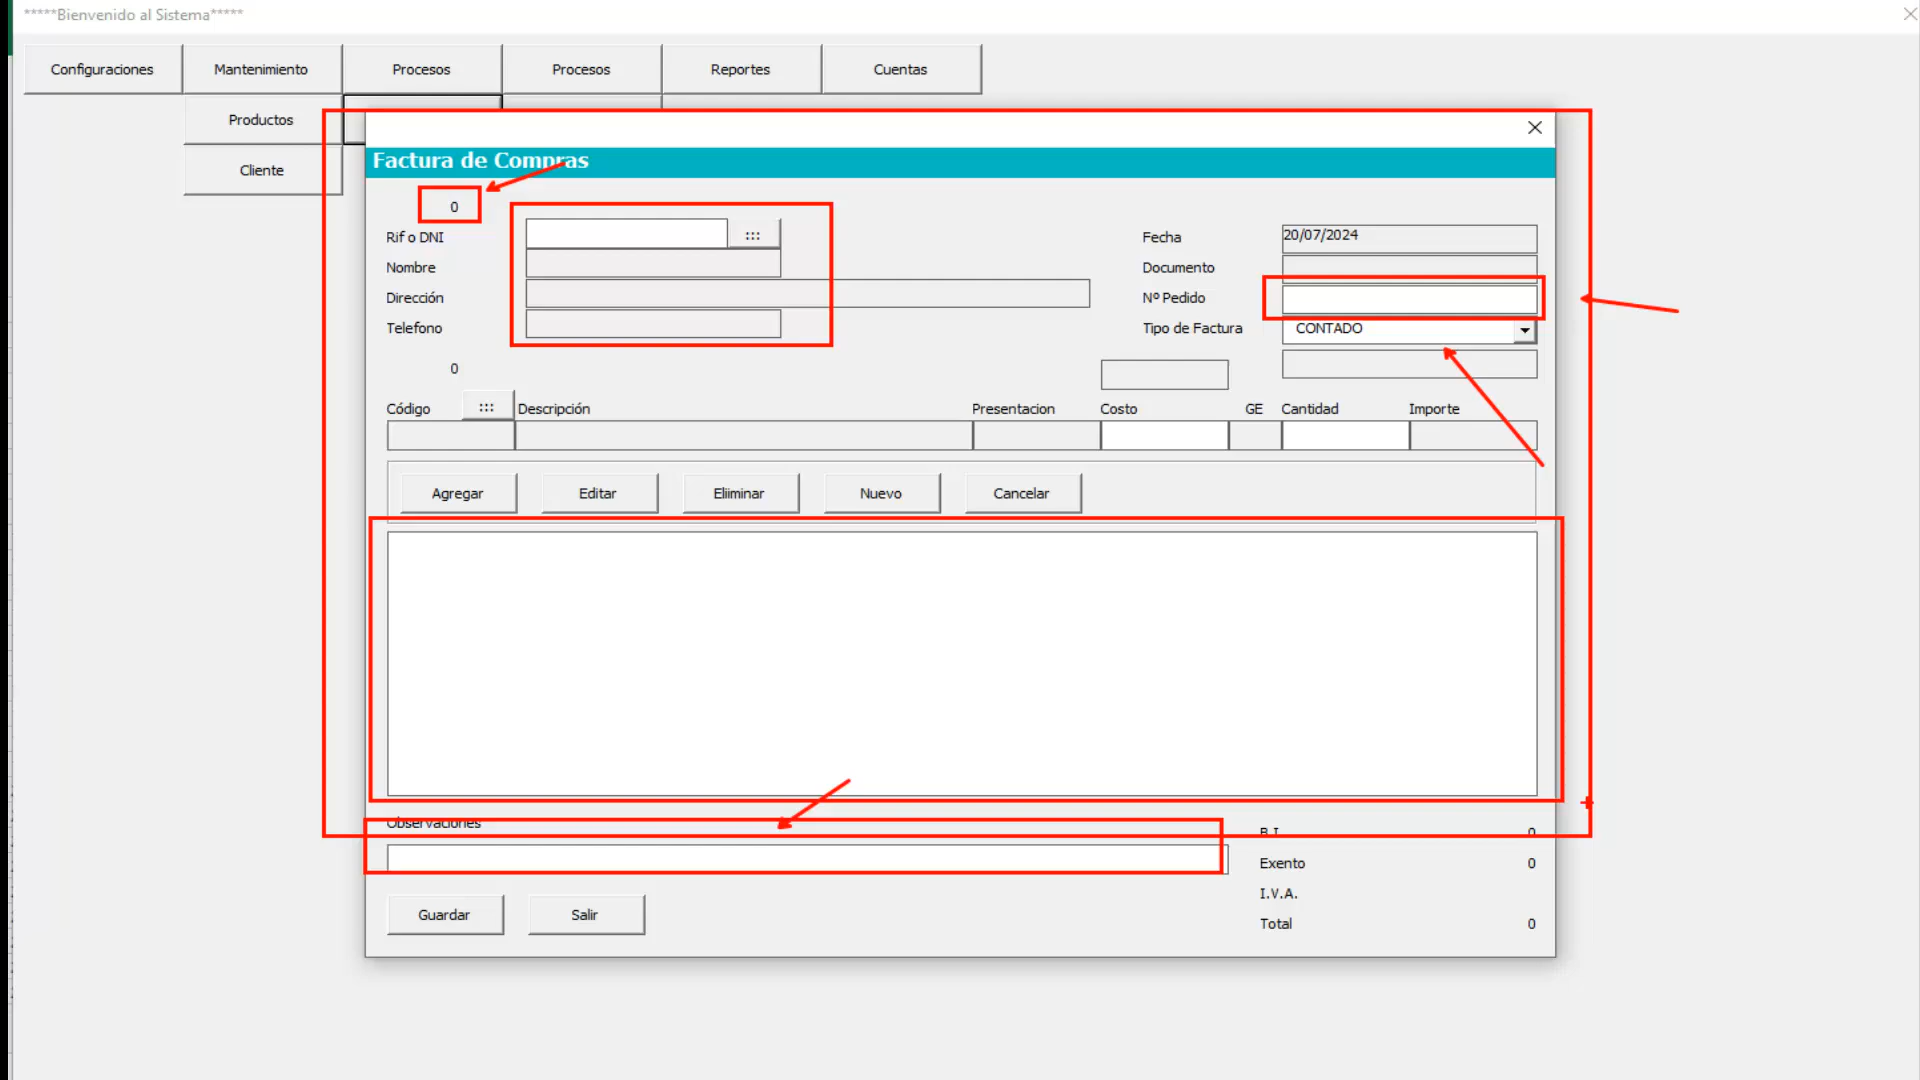 *****Bienvenido al Sistema*****
Configuraciones
Mantenimiento
Procesos
Procesos
Reportes
Cuentas
Productos
Cliente
Factura de Compras
0
Rif o DNI
Nombre
Dirección
Telefono
Fecha
20/07/2024
Documento
Nº Pedido
Tipo de Factura
CONTADO
0
Código
Descripción
Presentacion
Costo
GE
Cantidad
Importe
Agregar
Editar
Eliminar
Nuevo
Cancelar
Observaciones
B.I.
0
Exento
0
I.V.A.
Total
0
Guardar
Salir